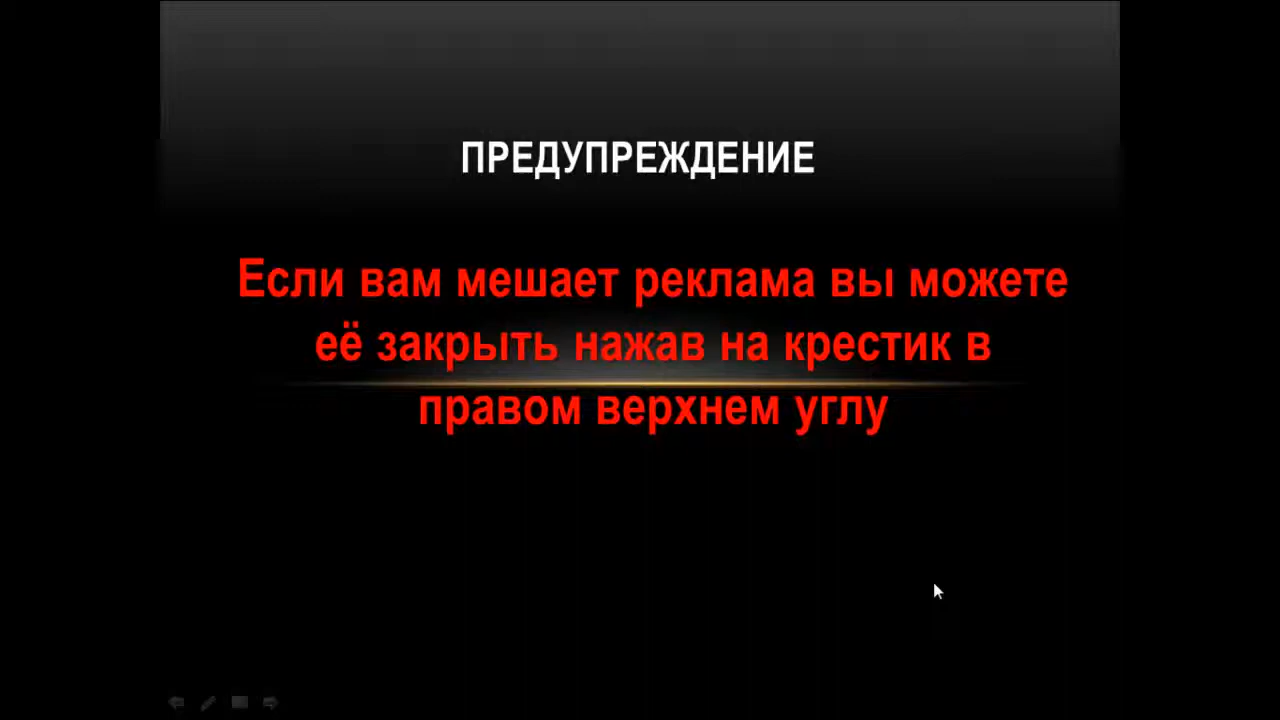 ПРЕДУПРЕЖДЕНИЕ
Если вам мешает реклама вы можете
её закрыть нажав на крестик в
правом верхнем углу